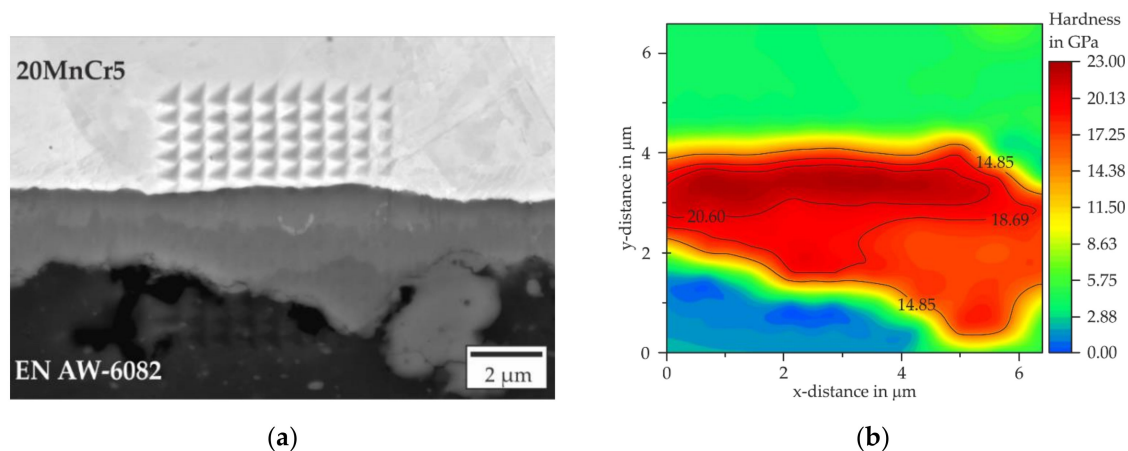 20MnCr5
EN AW-6082
2 µm
(a)
Hardness
in GPa
23.00
20.13
17.25
14.38
11.50
8.63
5.75
2.88
0.00
y-distance in µm
6
4
2
0
14.85
20.60
18.69
14.85
0
2
4
6
x-distance in µm
(b)